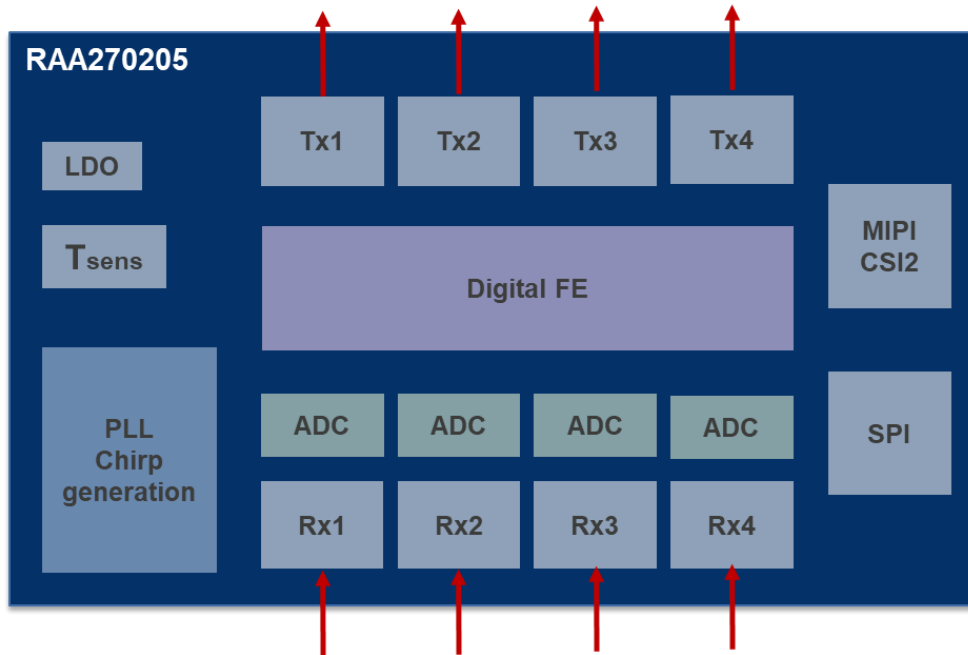 RAA270205
Tx1 Tx2 Tx3 Tx4
LDO
Tsens
MIPI
CSI2
Digital FE
PLL
Chirp
generation
ADC ADC ADC ADC
SPI
Rx1 Rx2 Rx3 Rx4